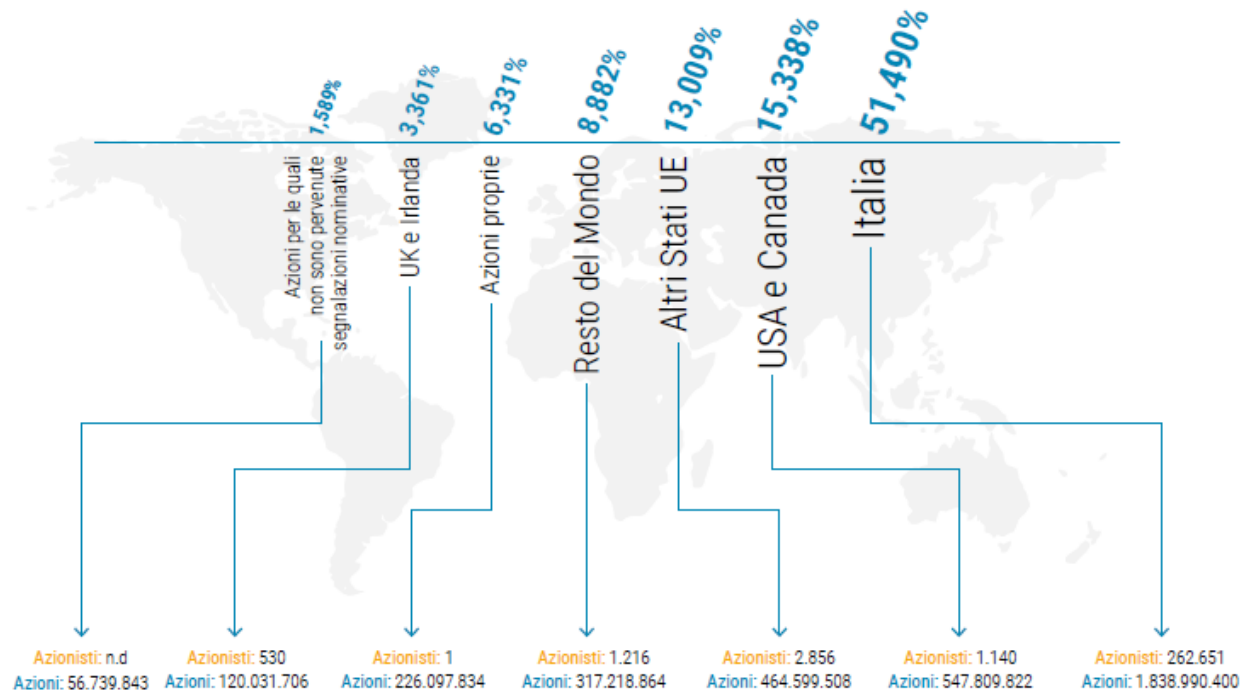 1,589%
3,361%
6,331%
8,882%
13,009%
15,338%
51,490%
Azioni per le quali
non sono pervenute
segnalazioni nominative
UK e Irlanda
Azioni proprie
Resto del Mondo
Altri Stati UE
USA e Canada
Italia
Azionisti: n.d
Azioni: 56.739.843
Azionisti: 530
Azioni: 120.031.706
Azionisti: 1
Azioni: 226.097.834
Azionisti: 1.216
Azioni: 317.218.864
Azionisti: 2.856
Azioni: 464.599.508
Azionisti: 1.140
Azioni: 547.809.822
Azionisti: 262.651
Azioni: 1.838.990.400